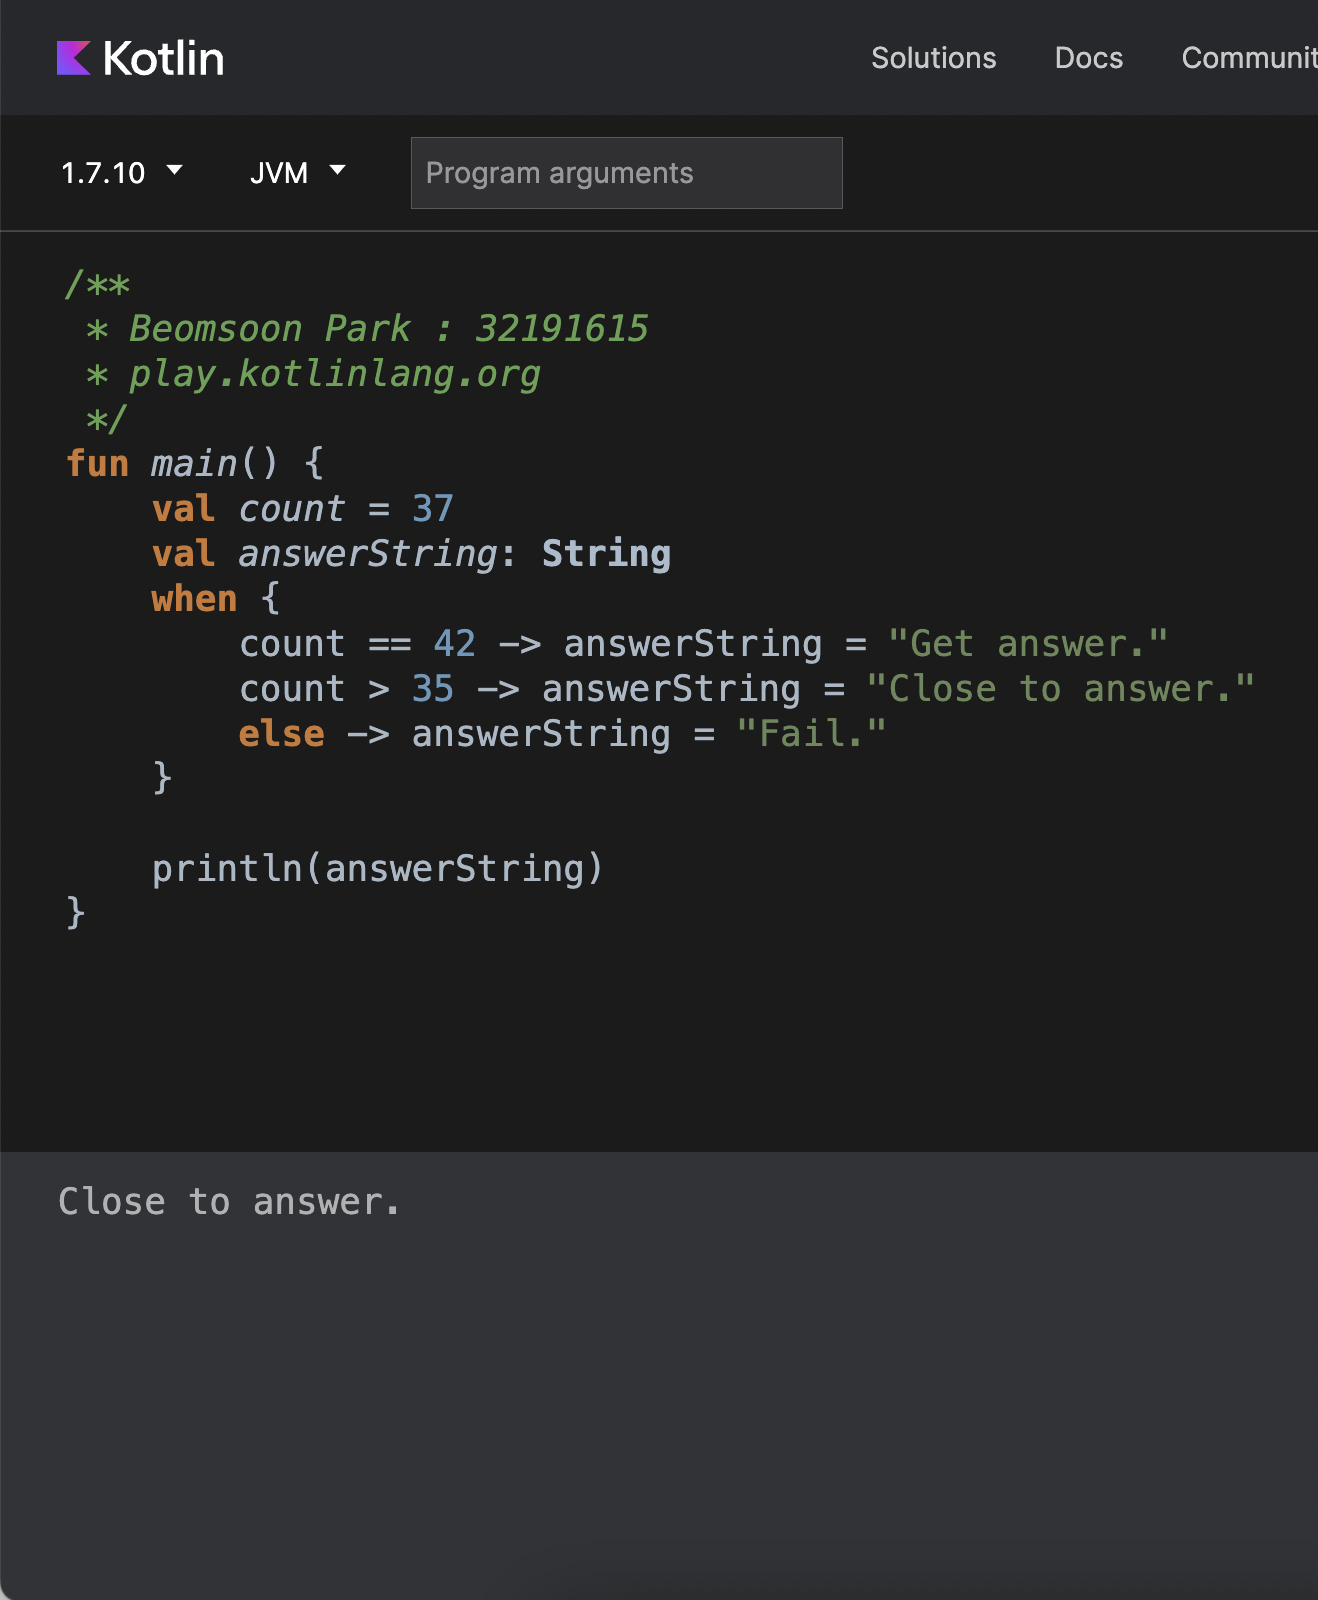 Kotlin Solutions Docs
1.7.10 JVM Program arguments
/**
 * Beomsoon Park : 32191615
 * play.kotlinlang.org
 */
fun main() {
    val count = 37
    val answerString: String
    when {
        count == 42 -> answerString = "Get answer."
        count > 35 -> answerString = "Close to answer."
        else -> answerString = "Fail."
    }
    println(answerString)
}
Close to answer.